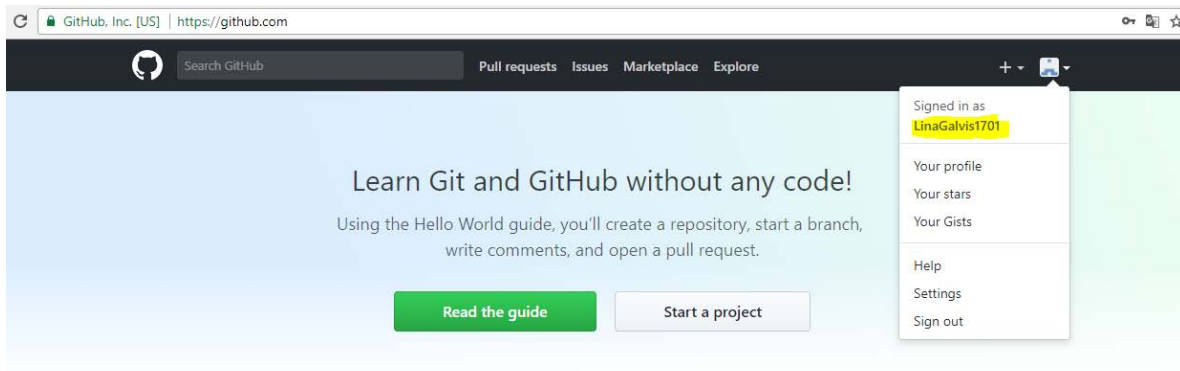 GitHub, Inc. [US] | https://github.com
Search GitHub
Pull requests Issues Marketplace Explore
Signed in as
LinaGalvis1701
Your profile
Your stars
Your Gists
Help
Settings
Sign out
Learn Git and GitHub without any code!
Using the Hello World guide, you’ll create a repository, start a branch,
write comments, and open a pull request.
Read the guide
Start a project